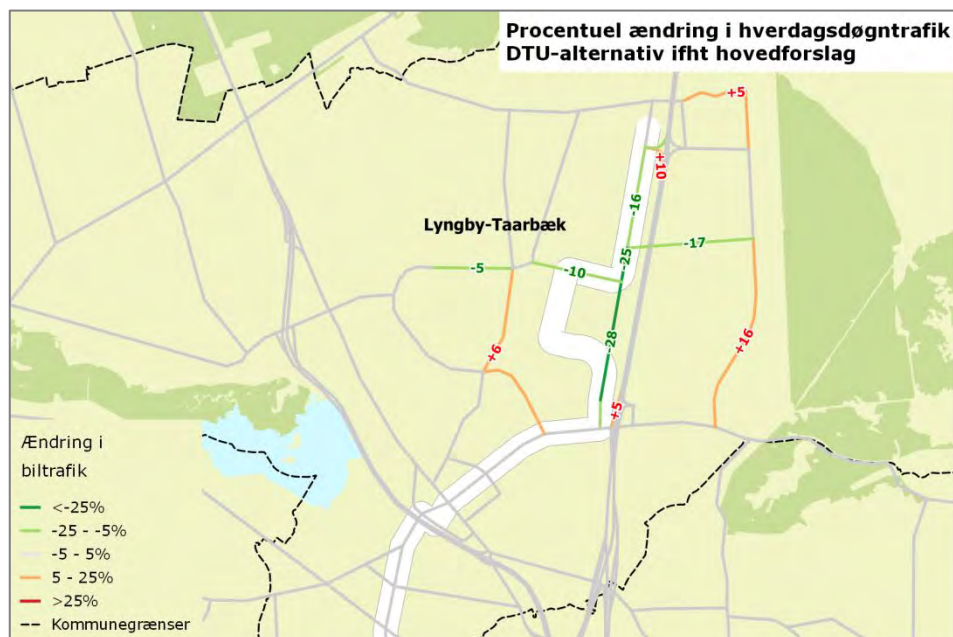 Procentuel ændring i hverdagsdøgntrafik
DTU-alternativ ifht hovedforslag
+5
+10
-16
Lyngby-Taarbæk
-17
-25
-5
-10
-28
+16
+6
+5
Ændring i
biltrafik
<-25%
-25 - -5%
-5 - 5%
5 - 25%
>25%
Kommunegrænser